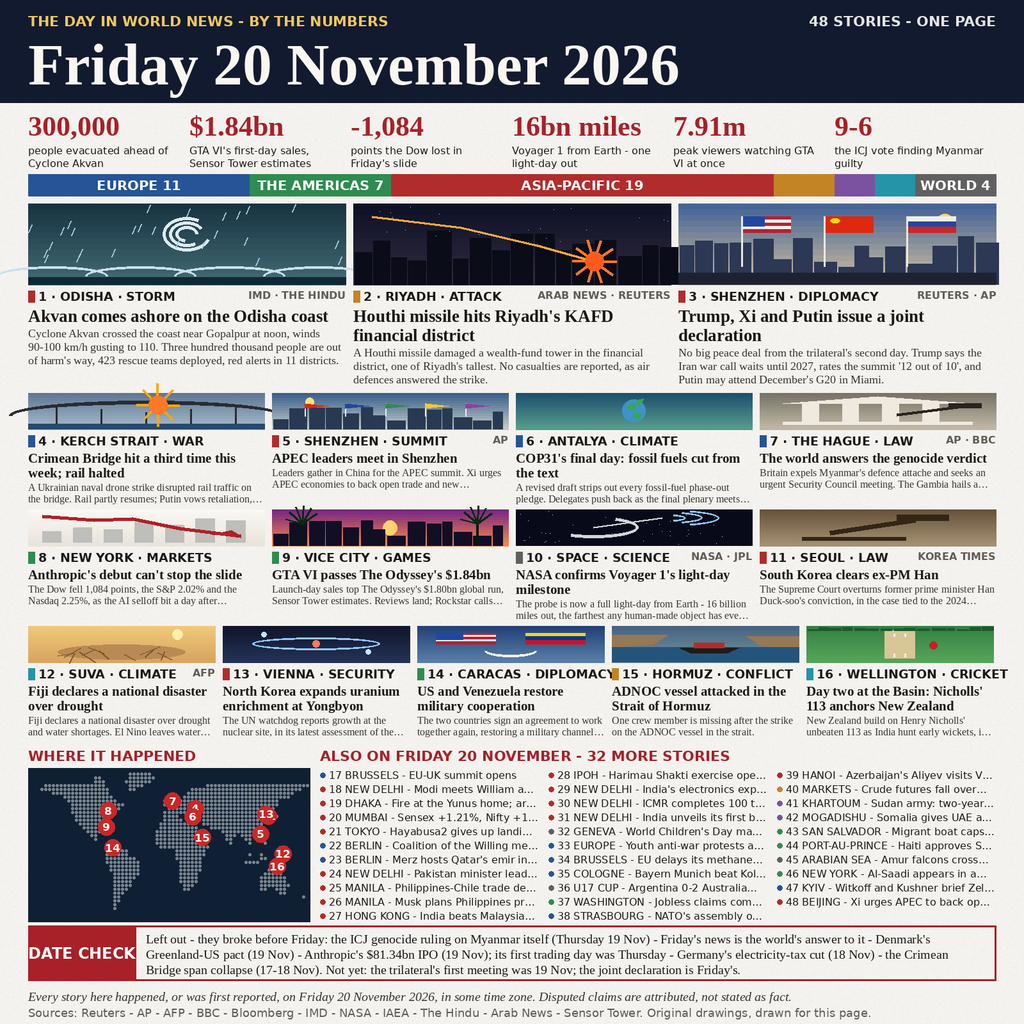 THE DAY IN WORLD NEWS - BY THE NUMBERS
48 STORIES - ONE PAGE
Friday 20 November 2026
300,000
people evacuated ahead of
Cyclone Akvan
$1.84bn
GTA VI's first-day sales,
Sensor Tower estimates
-1,084
points the Dow lost in
Friday's slide
16bn miles
Voyager 1 from Earth - one
light-day out
7.91m
peak viewers watching GTA
VI at once
9-6
the ICJ vote finding Myanmar
guilty
EUROPE 11
THE AMERICAS 7
ASIA-PACIFIC 19
WORLD 4
1 · ODISHA · STORM
IMD · THE HINDU
Akvan comes ashore on the Odisha coast
Cyclone Akvan crossed the coast near Gopalpur at noon, winds
90-100 km/h gusting to 110. Three hundred thousand people are out
of harm's way, 423 rescue teams deployed, red alerts in 11 districts.
2 · RIYADH · ATTACK
ARAB NEWS · REUTERS
Houthi missile hits Riyadh's KAFD
financial district
A Houthi missile damaged a wealth-fund tower in the financial
district, one of Riyadh's tallest. No casualties are reported, as air
defences answered the strike.
3 · SHENZHEN · DIPLOMACY
REUTERS · AP
Trump, Xi and Putin issue a joint
declaration
No big peace deal from the trilateral's second day. Trump says the
Iran war call waits until 2027, rates the summit '12 out of 10', and
Putin may attend December's G20 in Miami.
4 · KERCH STRAIT · WAR
Crimean Bridge hit a third time this
week; rail halted
A Ukrainian naval drone strike disrupted rail traffic on
the bridge. Rail partly resumes; Putin vows retaliation,...
5 · SHENZHEN · SUMMIT
AP
APEC leaders meet in Shenzhen
Leaders gather in China for the APEC summit. Xi urges
APEC economies to back open trade and new...
6 · ANTALYA · CLIMATE
COP31's final day: fossil fuels cut from
the text
A revised draft strips out every fossil-fuel phase-out
pledge. Delegates push back as the final plenary meets...
7 · THE HAGUE · LAW
AP · BBC
The world answers the genocide verdict
Britain expels Myanmar's defence attache and seeks an
urgent Security Council meeting. The Gambia hails a...
8 · NEW YORK · MARKETS
Anthropic's debut can't stop the slide
The Dow fell 1,084 points, the S&P 2.02% and the
Nasdaq 2.25%, as the AI selloff bit a day after...
9 · VICE CITY · GAMES
GTA VI passes The Odyssey's $1.84bn
Launch-day sales top The Odyssey's $1.84bn global run,
Sensor Tower estimates. Reviews land; Rockstar calls...
10 · SPACE · SCIENCE
NASA · JPL
NASA confirms Voyager 1's light-day
milestone
The probe is now a full light-day from Earth - 16 billion
miles out, the farthest any human-made object has eve...
11 · SEOUL · LAW
KOREA TIMES
South Korea clears ex-PM Han
The Supreme Court overturns former prime minister Han
Duck-soo's conviction, in the case tied to the 2024...
12 · SUVA · CLIMATE
AFP
Fiji declares a national disaster
over drought
Fiji declares a national disaster over drought
and water shortages. El Nino leaves water...
13 · VIENNA · SECURITY
North Korea expands uranium
enrichment at Yongbyon
The UN watchdog reports growth at the
nuclear site, in its latest assessment of the...
14 · CARACAS · DIPLOMACY
US and Venezuela restore
military cooperation
The two countries sign an agreement to work
together again, restoring a military channel...
15 · HORMUZ · CONFLICT
ADNOC vessel attacked in the
Strait of Hormuz
One crew member is missing after the strike
on the ADNOC vessel in the strait.
16 · WELLINGTON · CRICKET
Day two at the Basin: Nicholls'
113 anchors New Zealand
New Zealand build on Henry Nicholls'
unbeaten 113 as India hunt early wickets, i...
WHERE IT HAPPENED
8
9
14
7
4
6
15
13
5
12
16
ALSO ON FRIDAY 20 NOVEMBER - 32 MORE STORIES
17 BRUSSELS - EU-UK summit opens
18 NEW DELHI - Modi meets William a...
19 DHAKA - Fire at the Yunus home; ar...
20 MUMBAI - Sensex +1.21%, Nifty +1...
21 TOKYO - Hayabusa2 gives up landi...
22 BERLIN - Coalition of the Willing me...
23 BERLIN - Merz hosts Qatar's emir in...
24 NEW DELHI - Pakistan minister lead...
25 MANILA - Philippines-Chile trade de...
26 MANILA - Musk plans Philippines pr...
27 HONG KONG - India beats Malaysia...
28 IPOH - Harimau Shakti exercise ope...
29 NEW DELHI - India's electronics exp...
30 NEW DELHI - ICMR completes 100 t...
31 NEW DELHI - India unveils its first b...
32 GENEVA - World Children's Day ma...
33 EUROPE - Youth anti-war protests a...
34 BRUSSELS - EU delays its methane...
35 COLOGNE - Bayern Munich beat Kol...
36 U17 CUP - Argentina 0-2 Australia...
37 WASHINGTON - Jobless claims com...
38 STRASBOURG - NATO's assembly o...
39 HANOI - Azerbaijan's Aliyev visits V...
40 MARKETS - Crude futures fall over...
41 KHARTOUM - Sudan army: two-year...
42 MOGADISHU - Somalia gives UAE a...
43 SAN SALVADOR - Migrant boat caps...
44 PORT-AU-PRINCE - Haiti approves S...
45 ARABIAN SEA - Amur falcons cross...
46 NEW YORK - Al-Saadi appears in a...
47 KYIV - Witkoff and Kushner brief Zel...
48 BEIJING - Xi urges APEC to back op...
DATE CHECK
Left out - they broke before Friday: the ICJ genocide ruling on Myanmar itself (Thursday 19 Nov) - Friday's news is the world's answer to it - Denmark's
Greenland-US pact (19 Nov) - Anthropic's $81.34bn IPO (19 Nov); its first trading day was Thursday - Germany's electricity-tax cut (18 Nov) - the Crimean
Bridge span collapse (17-18 Nov). Not yet: the trilateral's first meeting was 19 Nov; the joint declaration is Friday's.
Every story here happened, or was first reported, on Friday 20 November 2026, in some time zone. Disputed claims are attributed, not stated as fact.
Sources: Reuters - AP - AFP - BBC - Bloomberg - IMD - NASA - IAEA - The Hindu - Arab News - Sensor Tower. Original drawings, drawn for this page.